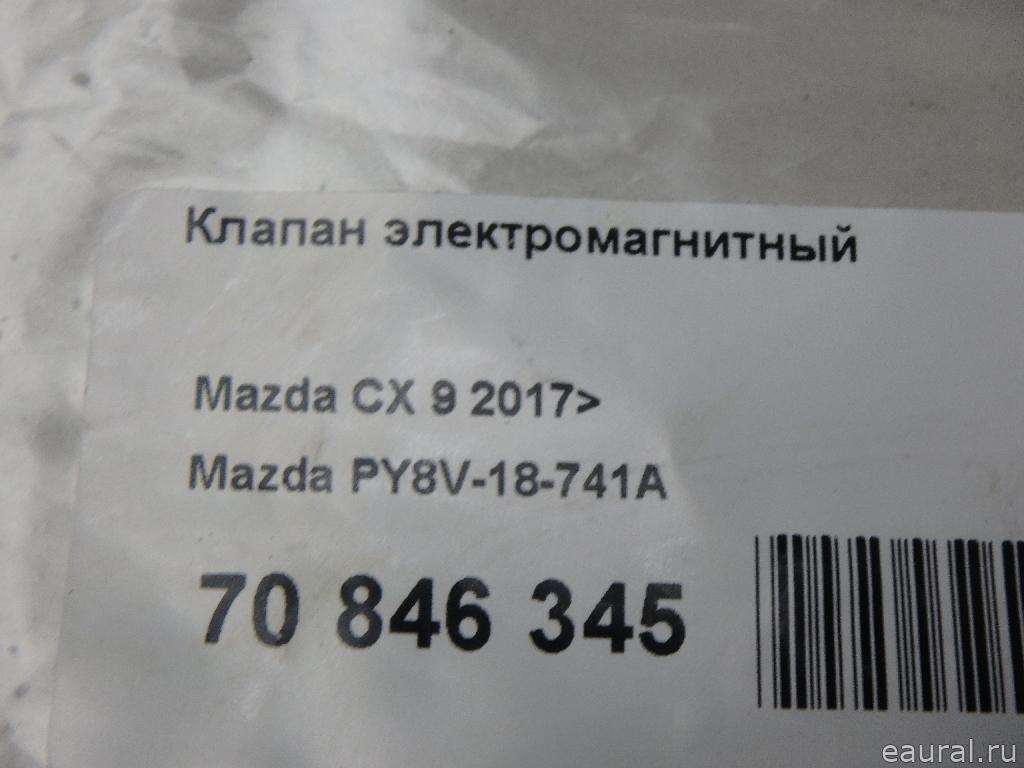 Клапан электромагнитный
Mazda CX 9 2017>
Mazda PY8V-18-741A
70 846 345
eaural.ru